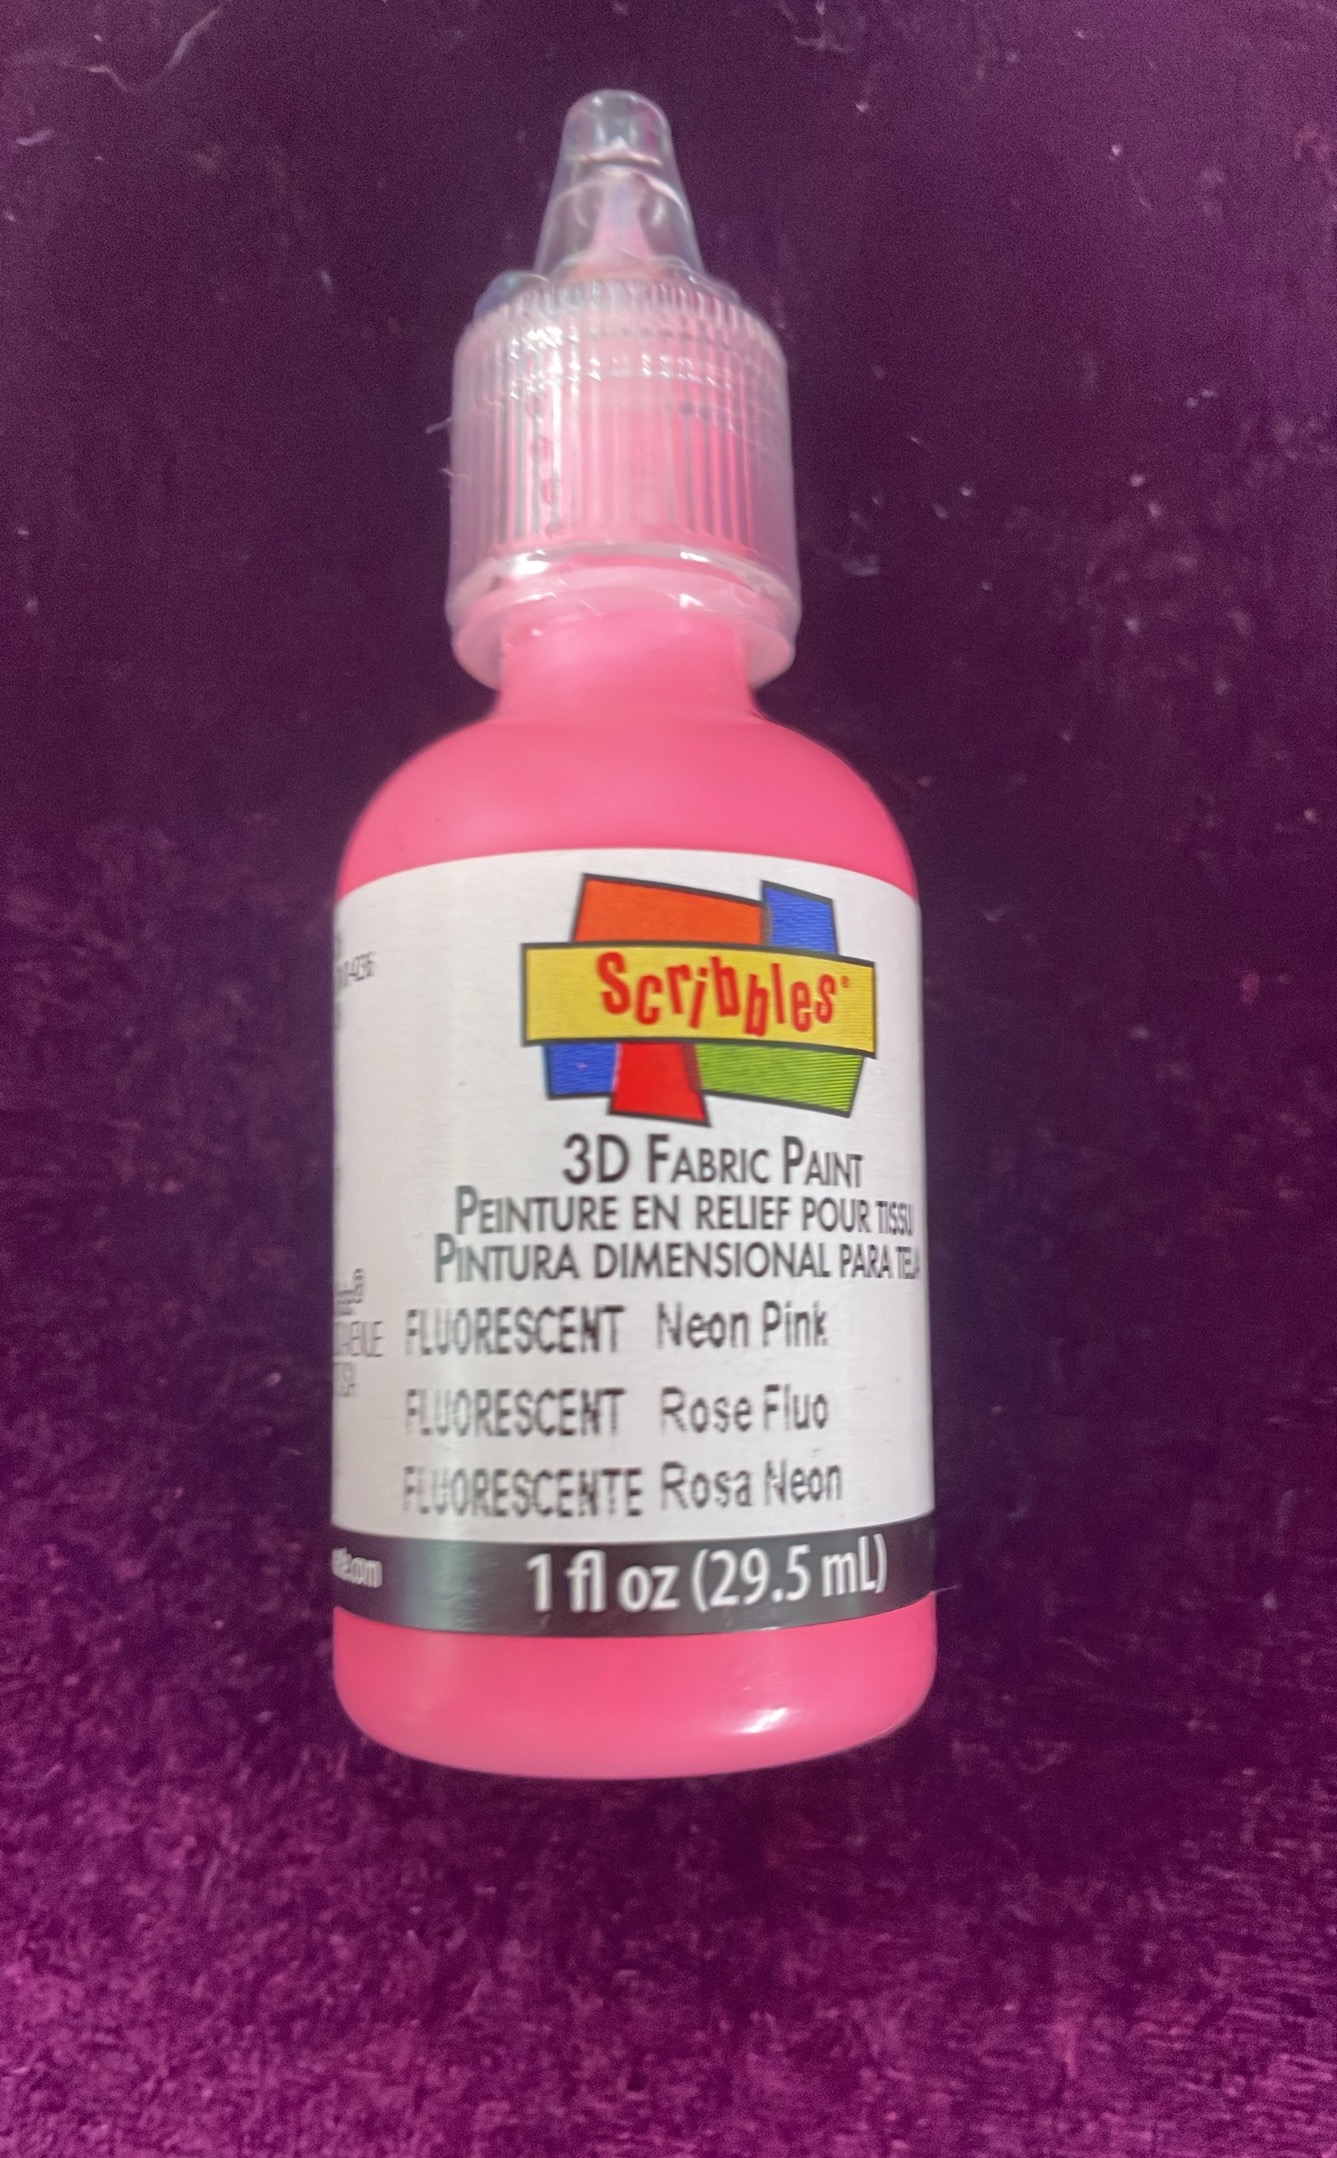 Scribbles®
3D FABRIC PAINT
PEINTURE EN RELIEF POUR TISSU
PINTURA DIMENSIONAL PARA TELA
FLUORESCENT Neon Pink
FLUORESCENT Rose Fluo
FLUORESCENTE Rosa Neón
1 fl oz (29.5 mL)